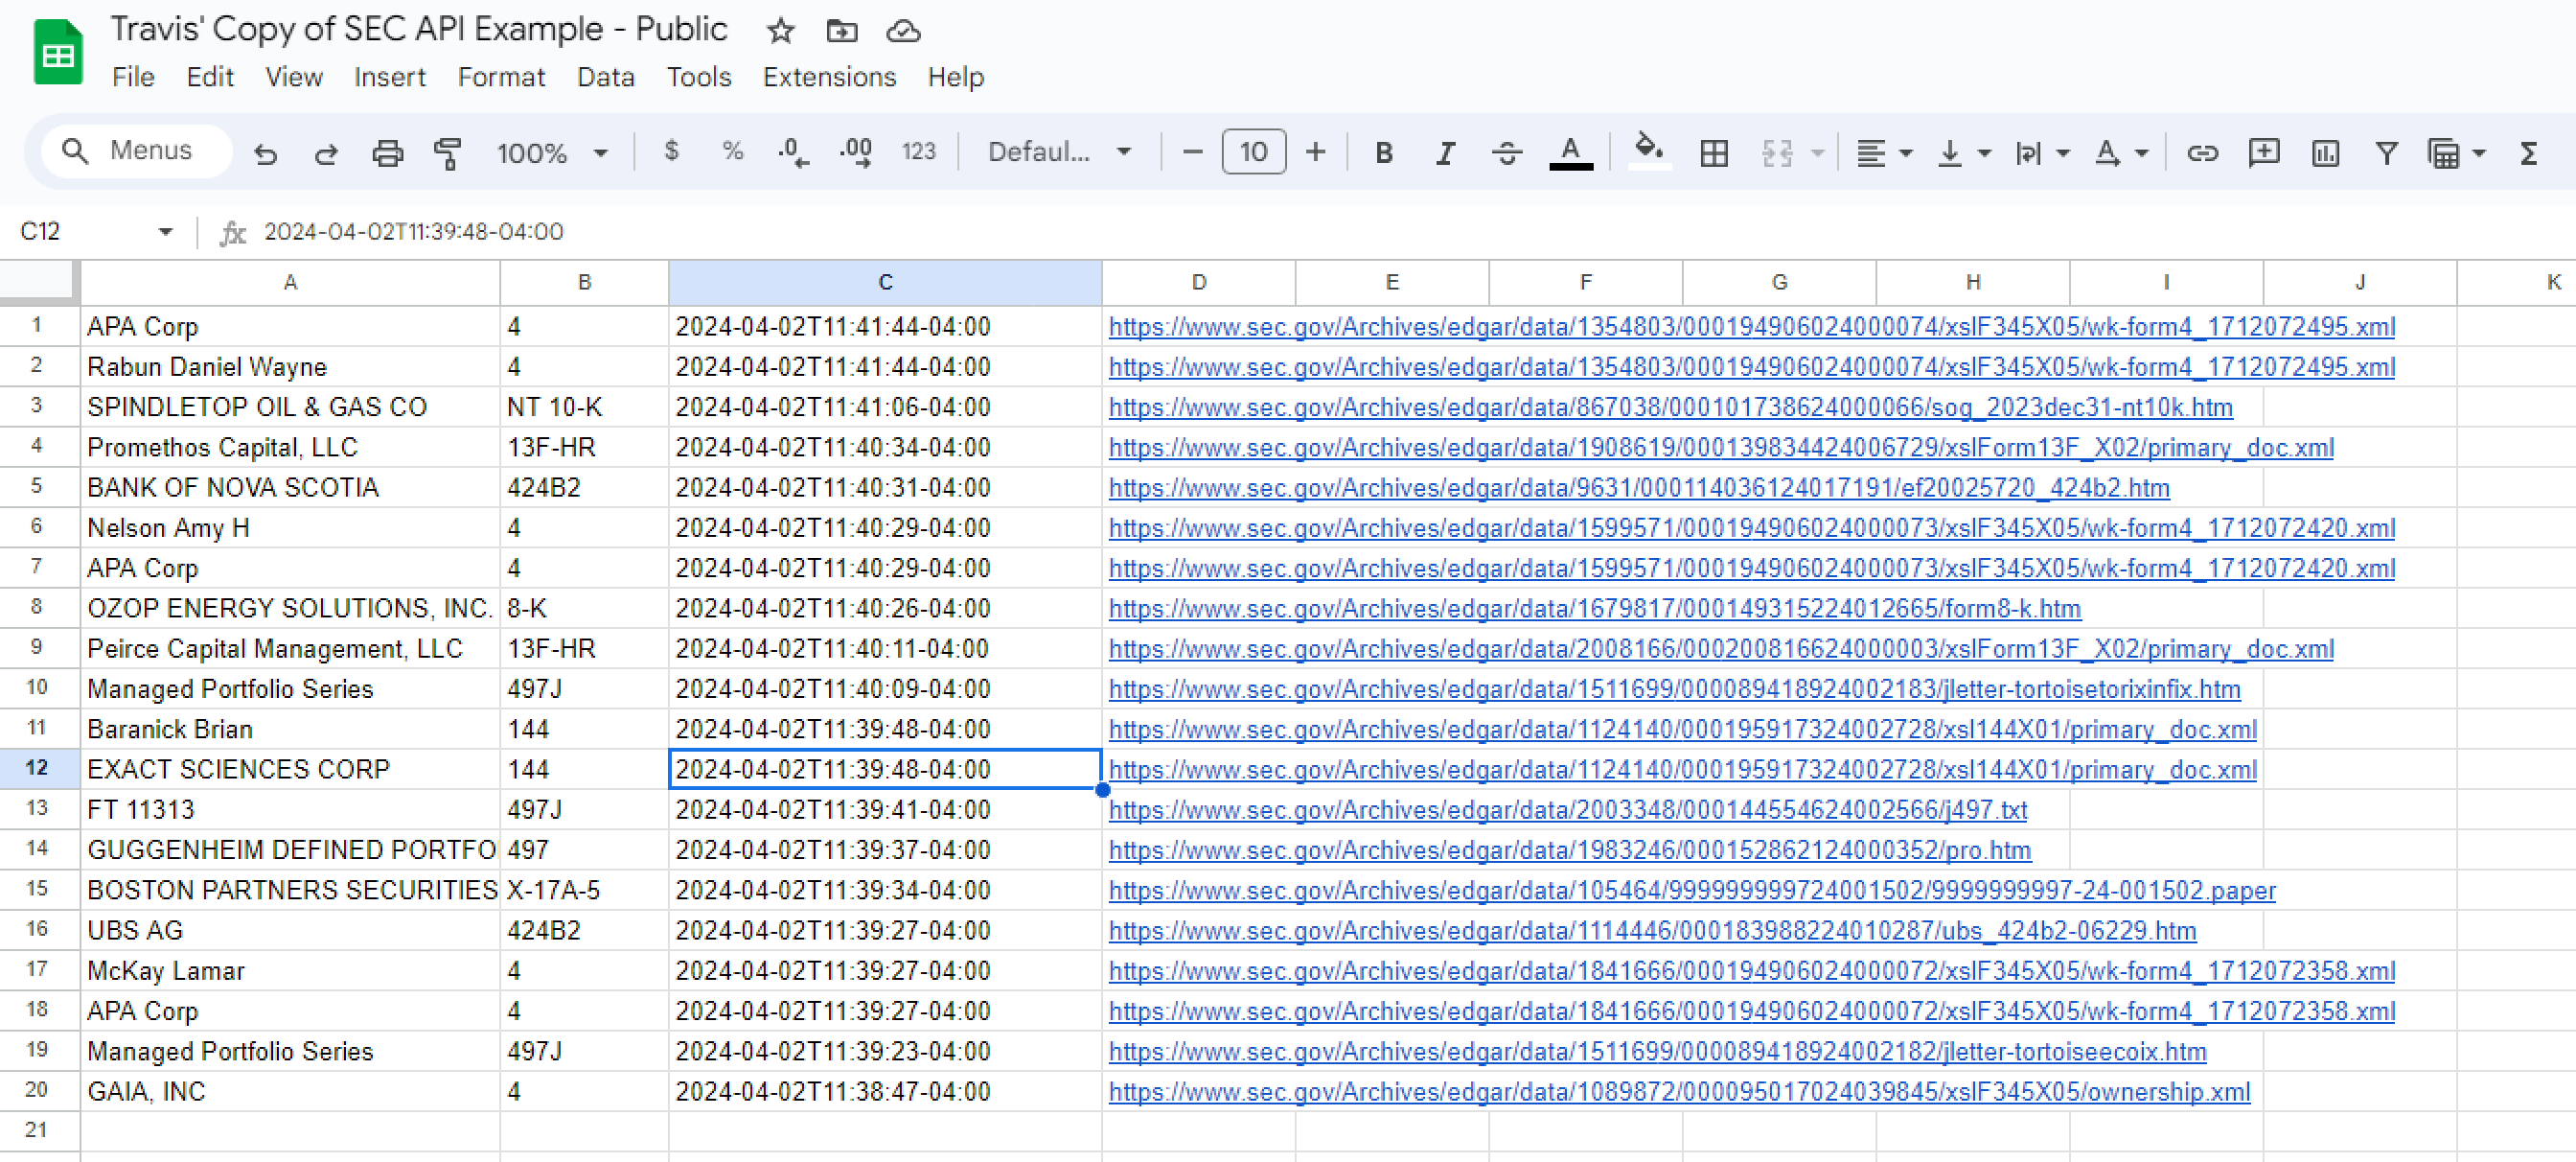 Travis' Copy of SEC API Example - Public
File Edit View Insert Format Data Tools Extensions Help
Menus 100% $ % .0 .00 123 Defaul... 10 B I A Σ
C12 fx 2024-04-02T11:39:48-04:00
A B C D E F G H I J K
1 APA Corp 4 2024-04-02T11:41:44-04:00 https://www.sec.gov/Archives/edgar/data/1354803/000194906024000074/xslF345X05/wk-form4_1712072495.xml
2 Rabun Daniel Wayne 4 2024-04-02T11:41:44-04:00 https://www.sec.gov/Archives/edgar/data/1354803/000194906024000074/xslF345X05/wk-form4_1712072495.xml
3 SPINDLETOP OIL & GAS CO NT 10-K 2024-04-02T11:41:06-04:00 https://www.sec.gov/Archives/edgar/data/867038/000101738624000066/sog_2023dec31-nt10k.htm
4 Promethos Capital, LLC 13F-HR 2024-04-02T11:40:34-04:00 https://www.sec.gov/Archives/edgar/data/1908619/000139834424006729/xslForm13F_X02/primary_doc.xml
5 BANK OF NOVA SCOTIA 424B2 2024-04-02T11:40:31-04:00 https://www.sec.gov/Archives/edgar/data/9631/000114036124017191/ef20025720_424b2.htm
6 Nelson Amy H 4 2024-04-02T11:40:29-04:00 https://www.sec.gov/Archives/edgar/data/1599571/000194906024000073/xslF345X05/wk-form4_1712072420.xml
7 APA Corp 4 2024-04-02T11:40:29-04:00 https://www.sec.gov/Archives/edgar/data/1599571/000194906024000073/xslF345X05/wk-form4_1712072420.xml
8 OZOP ENERGY SOLUTIONS, INC. 8-K 2024-04-02T11:40:26-04:00 https://www.sec.gov/Archives/edgar/data/1679817/000149315224012665/form8-k.htm
9 Peirce Capital Management, LLC 13F-HR 2024-04-02T11:40:11-04:00 https://www.sec.gov/Archives/edgar/data/2008166/000200816624000003/xslForm13F_X02/primary_doc.xml
10 Managed Portfolio Series 497J 2024-04-02T11:40:09-04:00 https://www.sec.gov/Archives/edgar/data/1511699/000089418924002183/jletter-tortoisetorixinfix.htm
11 Baranick Brian 144 2024-04-02T11:39:48-04:00 https://www.sec.gov/Archives/edgar/data/1124140/000195917324002728/xsl144X01/primary_doc.xml
12 EXACT SCIENCES CORP 144 2024-04-02T11:39:48-04:00 https://www.sec.gov/Archives/edgar/data/1124140/000195917324002728/xsl144X01/primary_doc.xml
13 FT 11313 497J 2024-04-02T11:39:41-04:00 https://www.sec.gov/Archives/edgar/data/2003348/000144554624002566/j497.txt
14 GUGGENHEIM DEFINED PORTFO 497 2024-04-02T11:39:37-04:00 https://www.sec.gov/Archives/edgar/data/1983246/000152862124000352/pro.htm
15 BOSTON PARTNERS SECURITIES X-17A-5 2024-04-02T11:39:34-04:00 https://www.sec.gov/Archives/edgar/data/105464/999999999724001502/9999999997-24-001502.paper
16 UBS AG 424B2 2024-04-02T11:39:27-04:00 https://www.sec.gov/Archives/edgar/data/1114446/000183988224010287/ubs_424b2-06229.htm
17 McKay Lamar 4 2024-04-02T11:39:27-04:00 https://www.sec.gov/Archives/edgar/data/1841666/000194906024000072/xslF345X05/wk-form4_1712072358.xml
18 APA Corp 4 2024-04-02T11:39:27-04:00 https://www.sec.gov/Archives/edgar/data/1841666/000194906024000072/xslF345X05/wk-form4_1712072358.xml
19 Managed Portfolio Series 497J 2024-04-02T11:39:23-04:00 https://www.sec.gov/Archives/edgar/data/1511699/000089418924002182/jletter-tortoiseecoix.htm
20 GAIA, INC 4 2024-04-02T11:38:47-04:00 https://www.sec.gov/Archives/edgar/data/1089872/000095017024039845/xslF345X05/ownership.xml
21